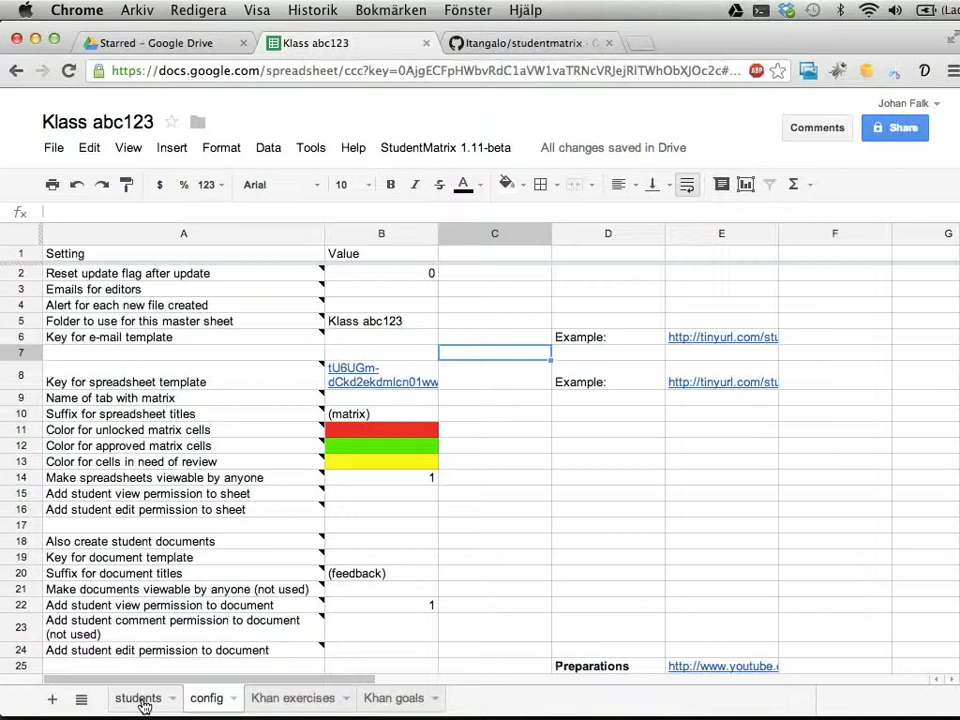 Chrome Arkiv Redigera Visa Historik Bokmärken Fönster Hjälp
Starred – Google Drive × Klass abc123 × Itangalo/studentmatrix ×
https://docs.google.com/spreadsheet/ccc?key=0AjgECFpHWbvRdC1aVW1vaTRNcVRJejRlTWhObXJOc2c#...
Johan Falk
Klass abc123
Comments Share
File Edit View Insert Format Data Tools Help StudentMatrix 1.11-beta All changes saved in Drive
$ % 123 Arial 10 B I S A Σ
fx
A B C D E F G
1 Setting Value
2 Reset update flag after update 0
3 Emails for editors
4 Alert for each new file created
5 Folder to use for this master sheet Klass abc123
6 Key for e-mail template Example: http://tinyurl.com/stu
7
tU6UGm-
8 Key for spreadsheet template dCkd2ekdmlcn01ww Example: http://tinyurl.com/stu
9 Name of tab with matrix
10 Suffix for spreadsheet titles (matrix)
11 Color for unlocked matrix cells
12 Color for approved matrix cells
13 Color for cells in need of review
14 Make spreadsheets viewable by anyone 1
15 Add student view permission to sheet
16 Add student edit permission to sheet
17
18 Also create student documents
19 Key for document template
20 Suffix for document titles (feedback)
21 Make documents viewable by anyone (not used)
22 Add student view permission to document 1
23 Add student comment permission to document
(not used)
24 Add student edit permission to document
25 Preparations http://www.youtube.
students config Khan exercises Khan goals